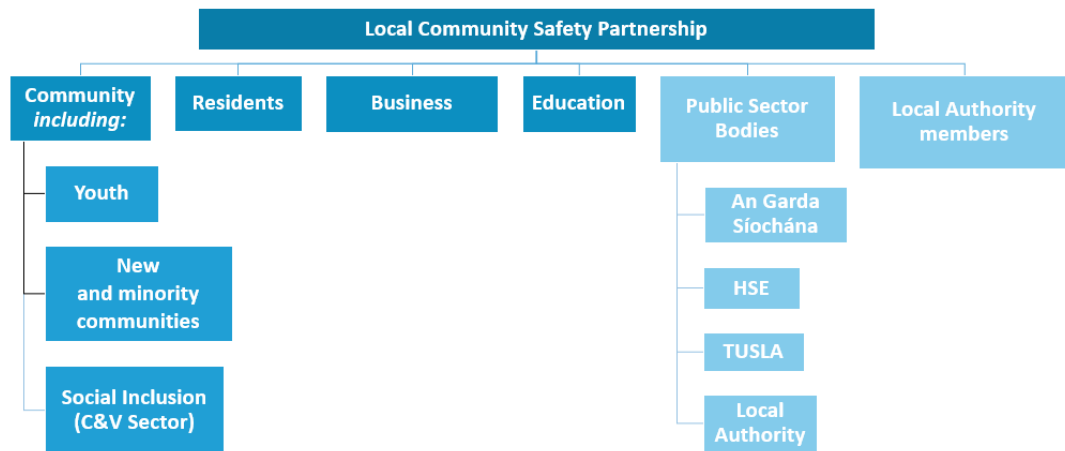 Local Community Safety Partnership
Community
including:
Residents
Business
Education
Public Sector
Bodies
Local Authority
members
Youth
New
and minority
communities
Social Inclusion
(C&V Sector)
An Garda
Síochána
HSE
TUSLA
Local
Authority